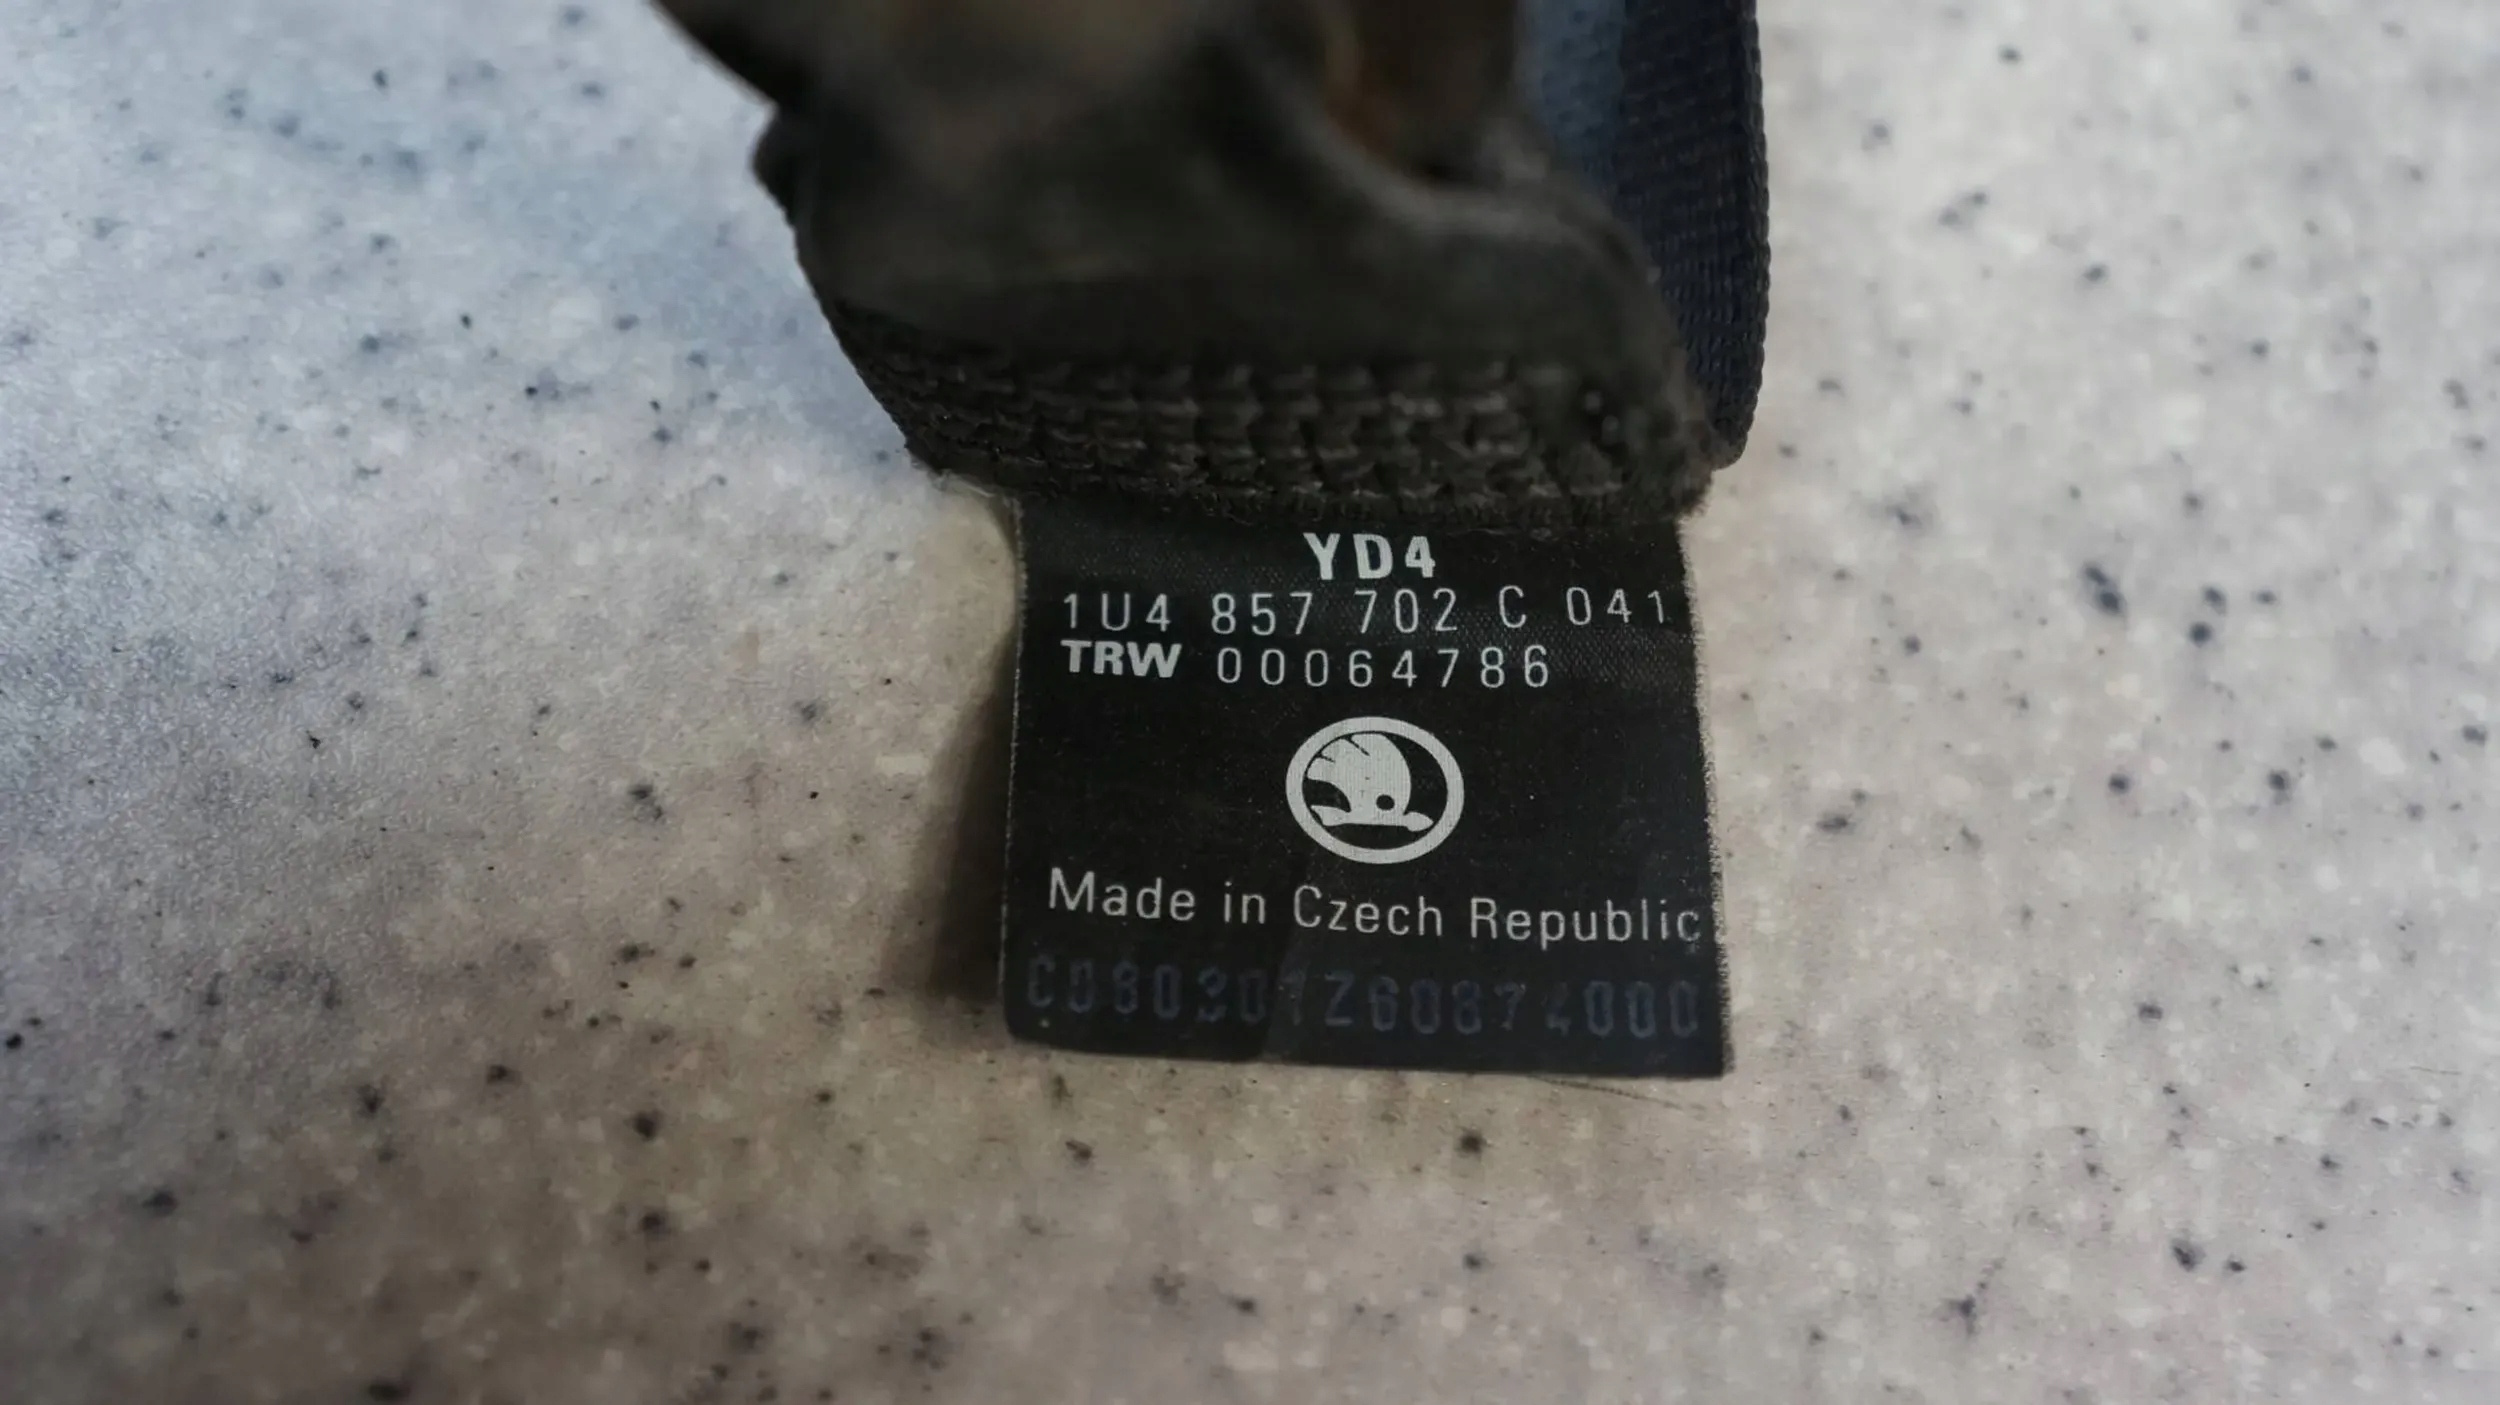 YD4
1U4 857 702 C 041
TRW 00064786
Made in Czech Republic